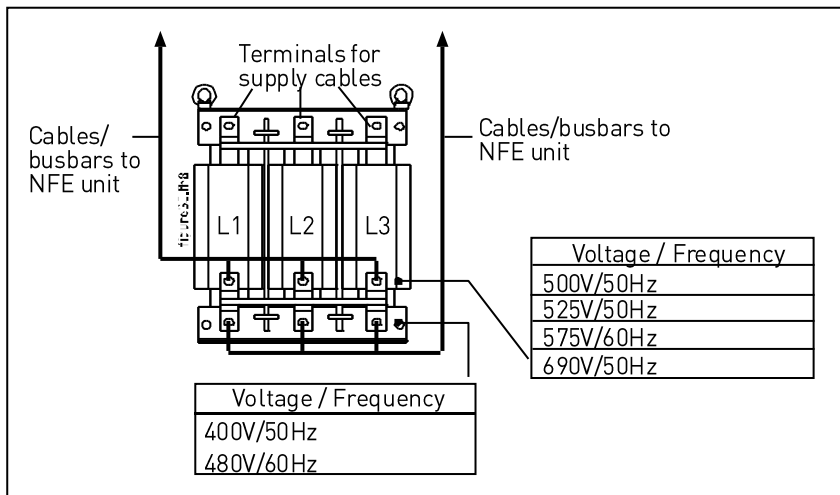 Terminals for
supply cables
Cables/
busbars to
NFE unit
Cables/busbars to
NFE unit
L1
L2
L3
Voltage / Frequency
500V/50Hz
525V/50Hz
575V/60Hz
690V/50Hz
Voltage / Frequency
400V/50Hz
480V/60Hz